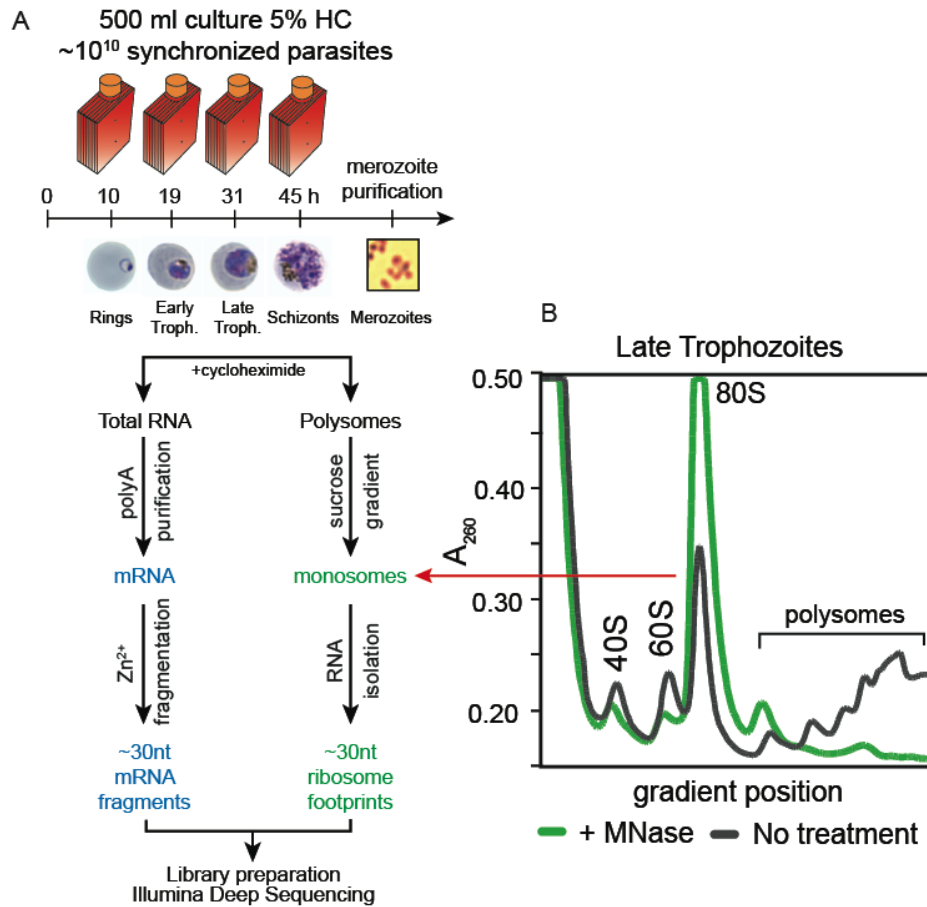 A
500 ml culture 5% HC
~10¹⁰ synchronized parasites
merozoite
purification
0
10
19
31
45 h
Rings
Early
Troph.
Late
Troph.
Schizonts
Merozoites
+cycloheximide
Total RNA
Polysomes
polyA
purification
sucrose
gradient
mRNA
monosomes
Zn²⁺
fragmentation
RNA
isolation
~30nt
mRNA
fragments
~30nt
ribosome
footprints
Library preparation
Illumina Deep Sequencing
B
Late Trophozoites
0.50
0.40
0.30
0.20
A₂₆₀
40S
60S
80S
polysomes
gradient position
+ MNase
No treatment